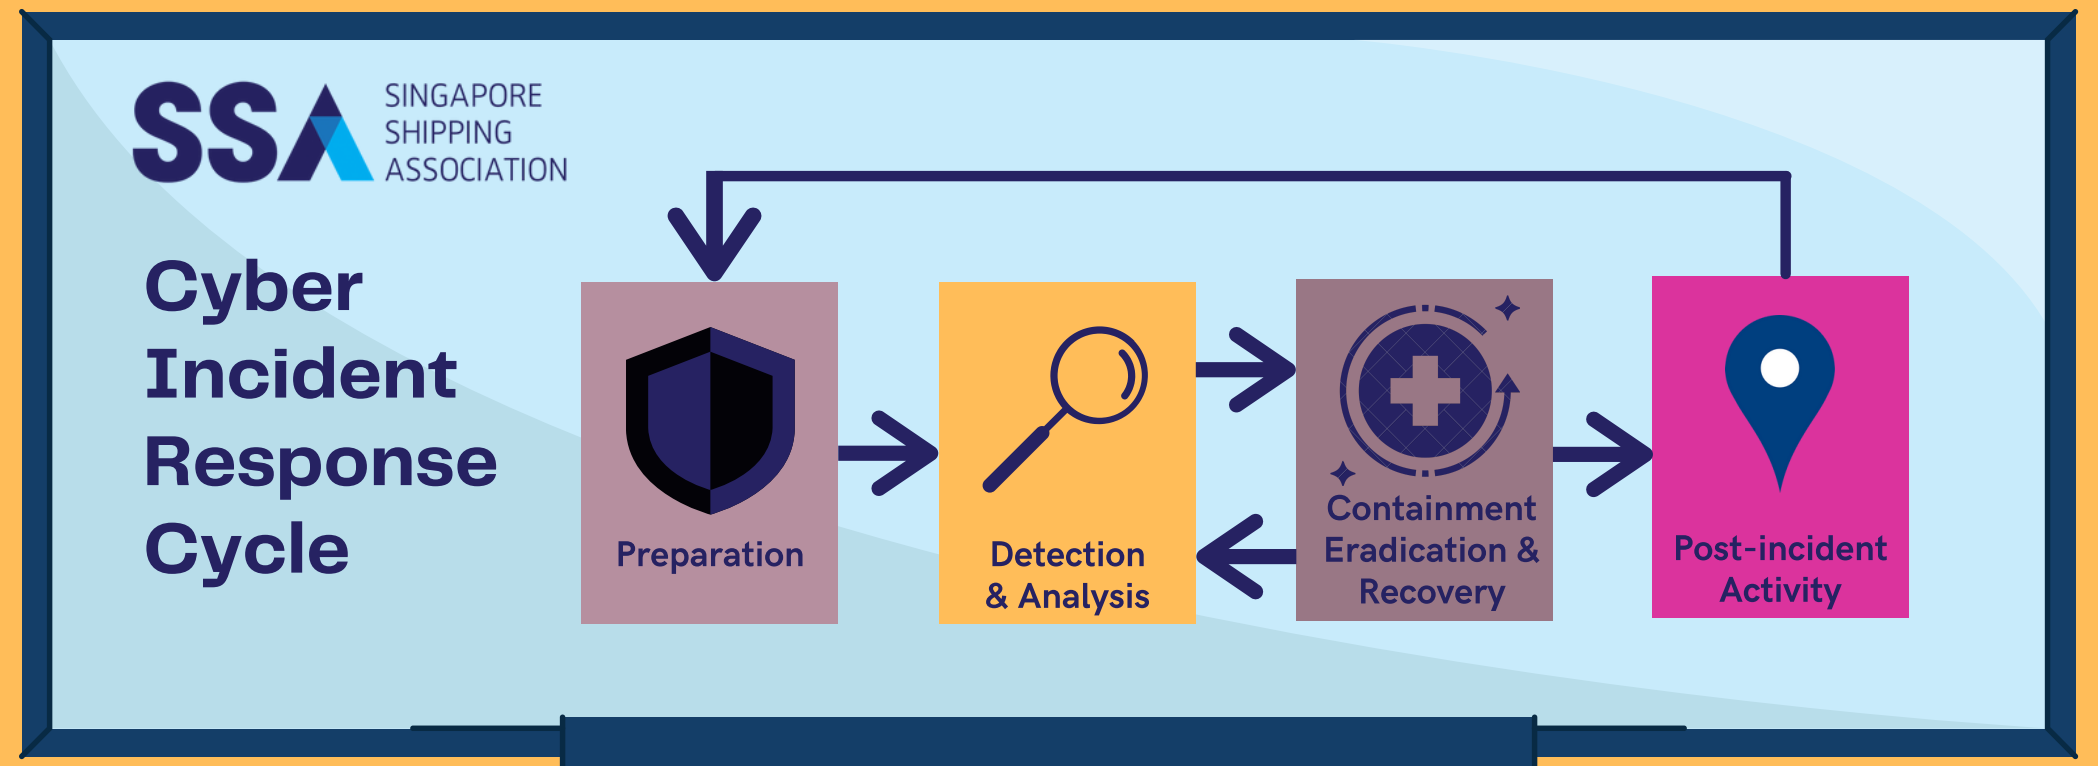 SSA
SINGAPORE
SHIPPING
ASSOCIATION
Cyber
Incident
Response
Cycle
Preparation
Detection
& Analysis
Containment
Eradication &
Recovery
Post-incident
Activity